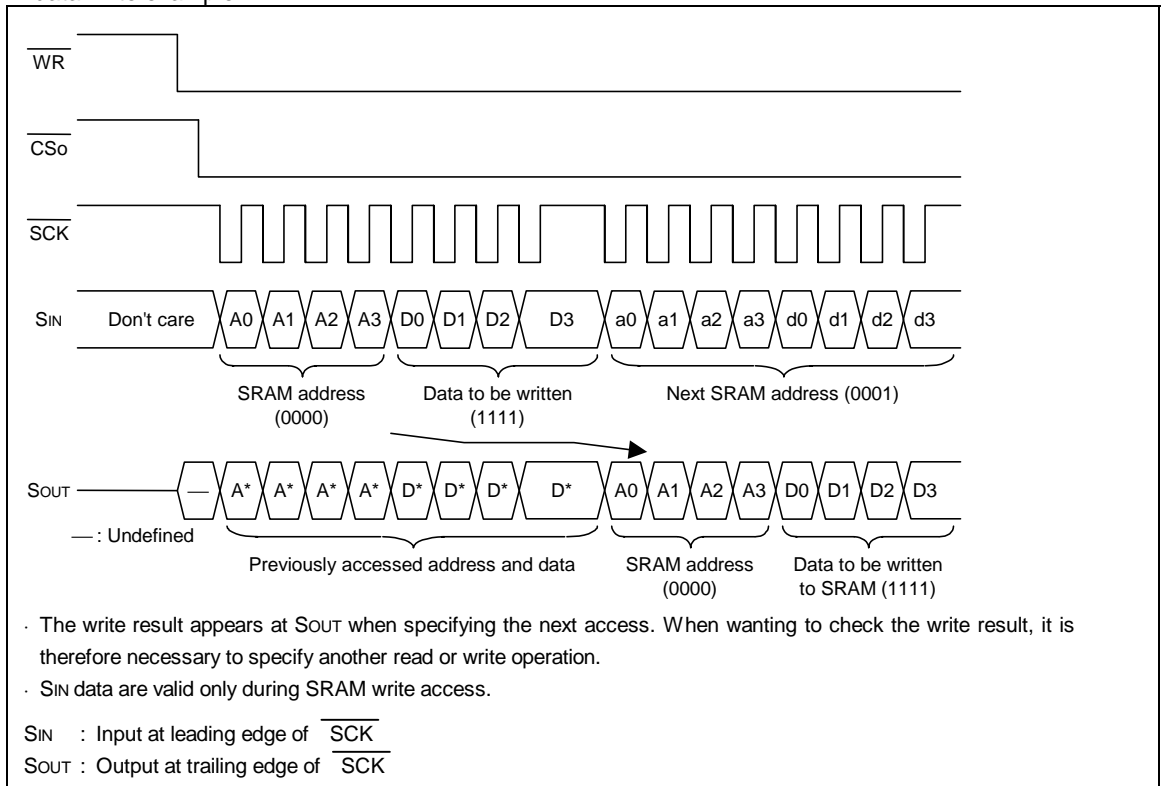 WR
CSo
SCK
SIN Don't care A0 A1 A2 A3 D0 D1 D2 D3 a0 a1 a2 a3 d0 d1 d2 d3
SRAM address Data to be written Next SRAM address (0001)
(0000) (1111)
SOUT — A* A* A* A* D* D* D* D* A0 A1 A2 A3 D0 D1 D2 D3
— : Undefined
Previously accessed address and data SRAM address Data to be written
(0000) to SRAM (1111)
· The write result appears at SOUT when specifying the next access. When wanting to check the write result, it is
therefore necessary to specify another read or write operation.
· SIN data are valid only during SRAM write access.
SIN : Input at leading edge of SCK
SOUT : Output at trailing edge of SCK